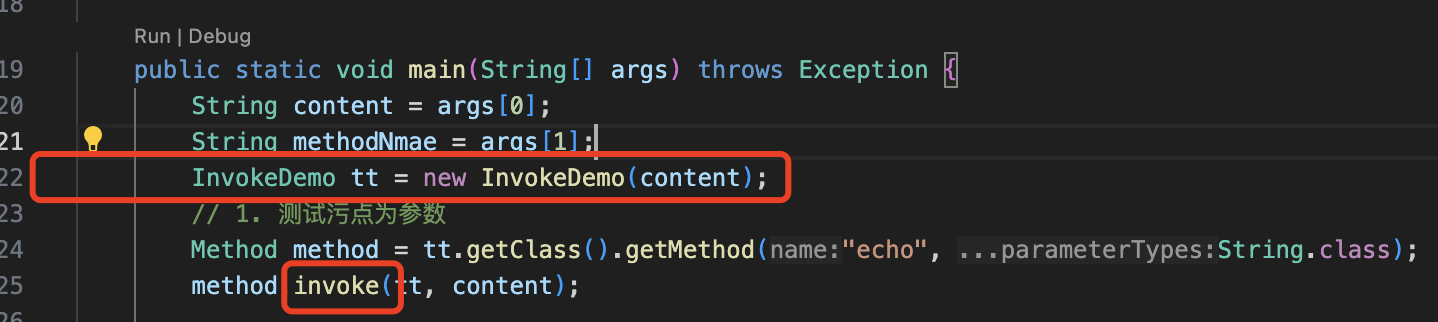 18
Run | Debug
19 public static void main(String[] args) throws Exception {
20 String content = args[0];
21 String methodNmae = args[1];
22 InvokeDemo tt = new InvokeDemo(content);
23 // 1. 测试污点为参数
24 Method method = tt.getClass().getMethod(name:"echo", ...parameterTypes:String.class);
25 method.invoke(tt, content);
26